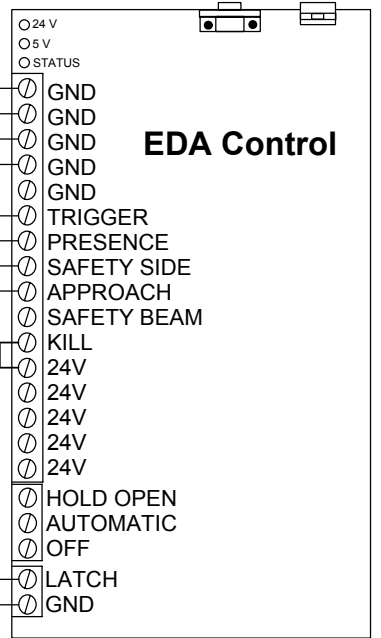 24 V
5 V
STATUS
EDA Control
GND
GND
GND
GND
GND
TRIGGER
PRESENCE
SAFETY SIDE
APPROACH
SAFETY BEAM
KILL
24V
24V
24V
24V
24V
HOLD OPEN
AUTOMATIC
OFF
LATCH
GND